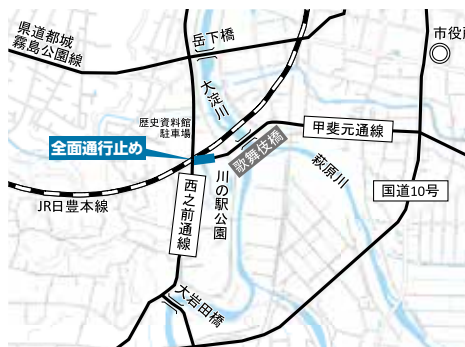 県道都城
霧島公園線
岳下橋
市役所
大淀川
歴史資料館
駐車場
全面通行止め
歌舞伎橋
甲斐元通線
萩原川
川の駅公園
西之前通線
国道10号
JR日豊本線
大岩田橋